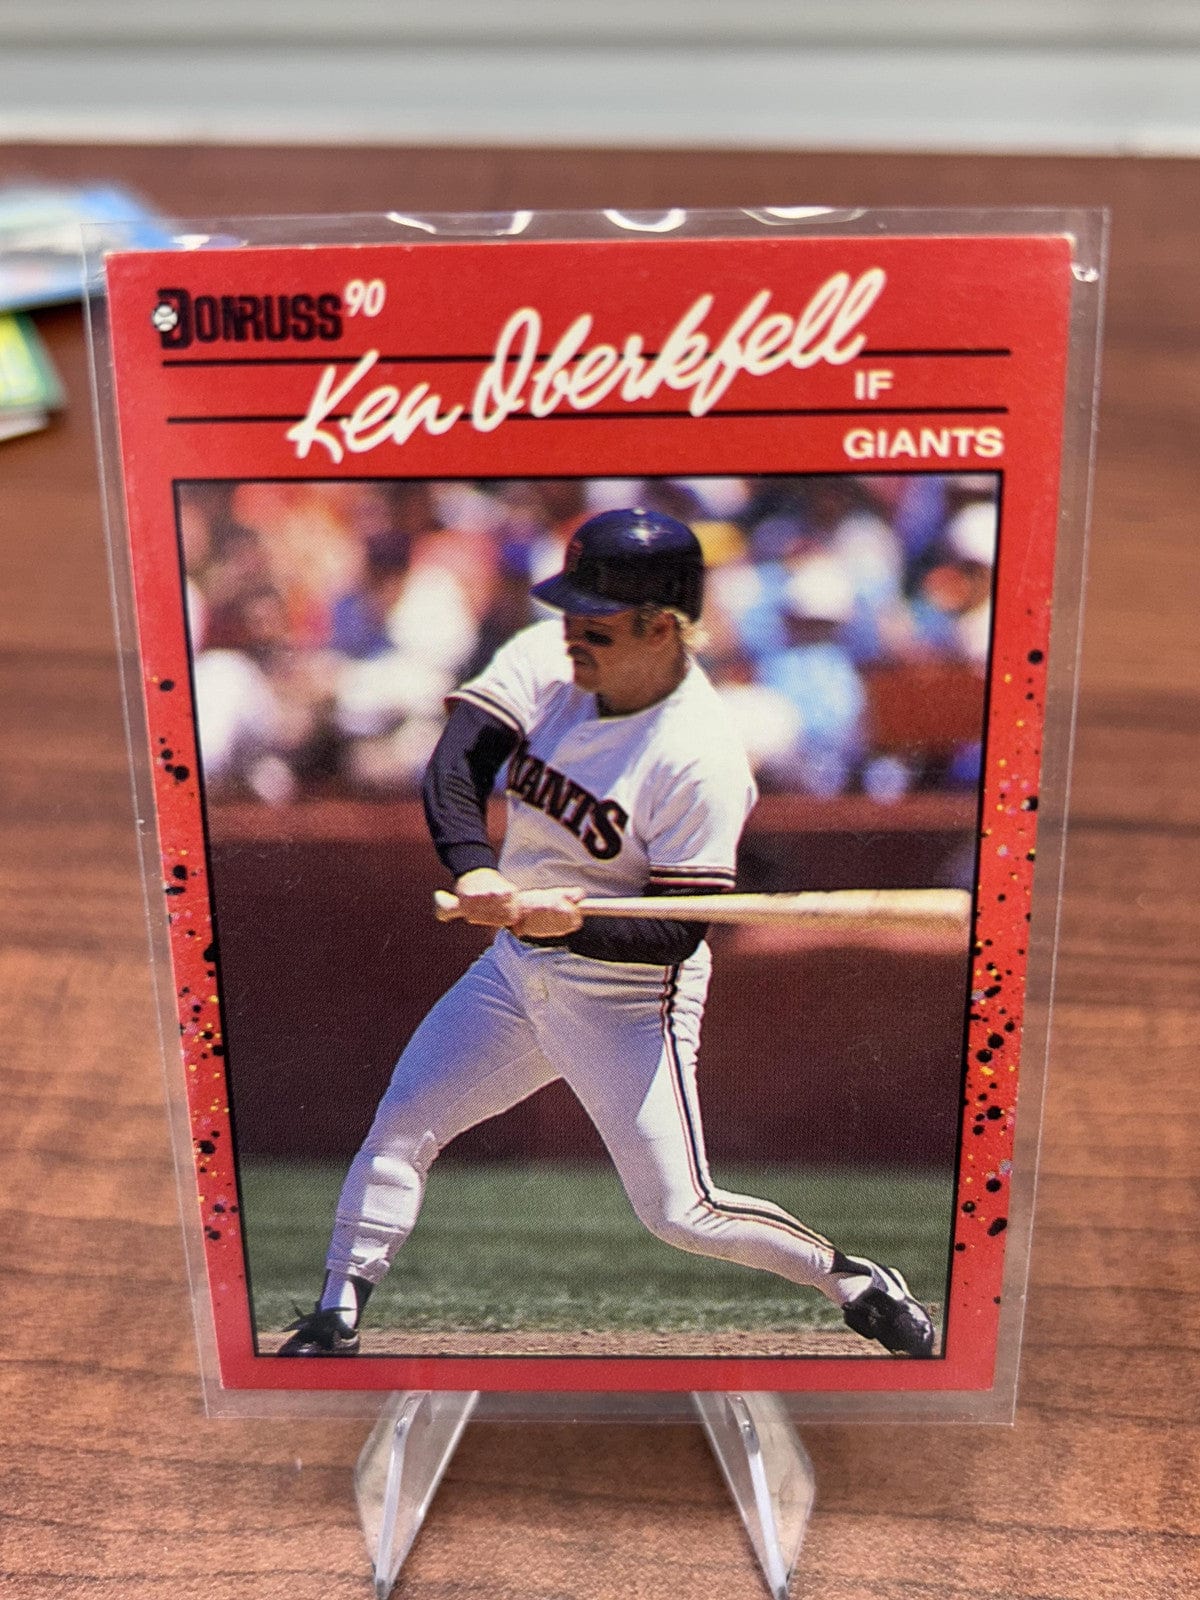 DONRUSS 90
Ken Oberkfell
IF
GIANTS
GIANTS